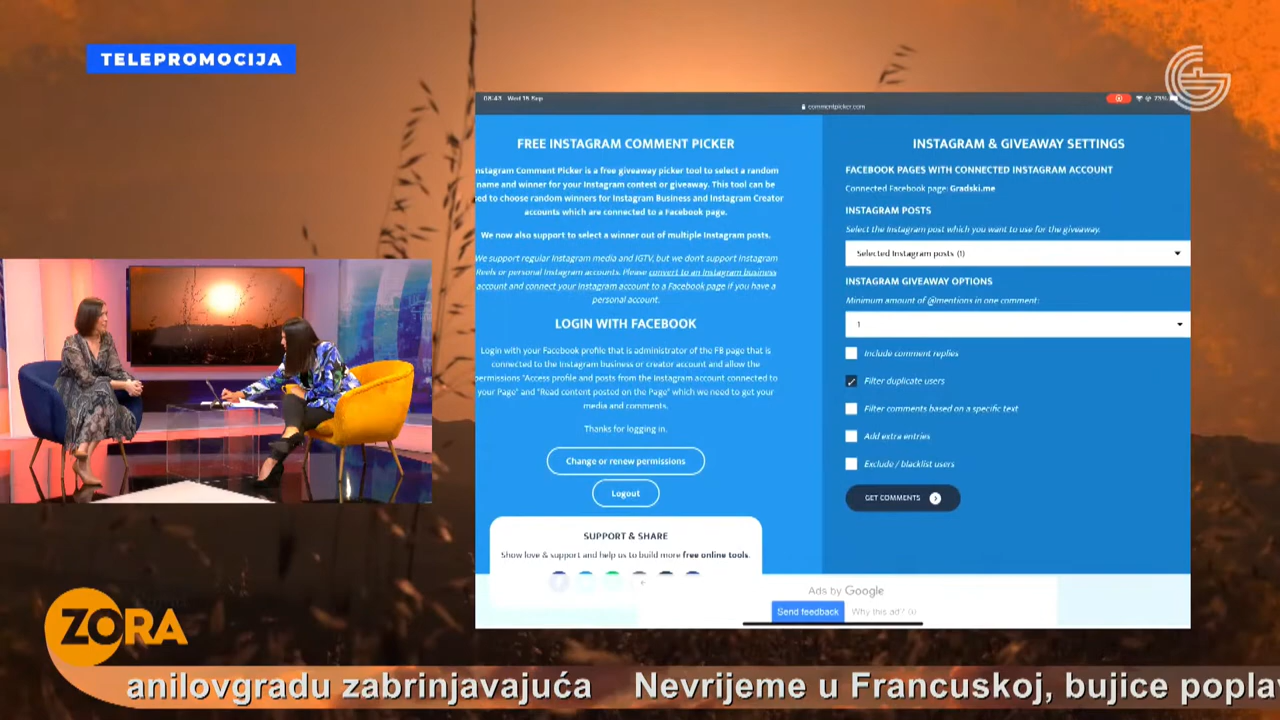 TELEPROMOCIJA
08:43 Wed 15 Sep
commentpicker.com
73%
FREE INSTAGRAM COMMENT PICKER
nstagram Comment Picker is a free giveaway picker tool to select a random
name and winner for your Instagram contest or giveaway. This tool can be
ed to choose random winners for Instagram Business and Instagram Creator
accounts which are connected to a Facebook page.
We now also support to select a winner out of multiple Instagram posts.
We support regular Instagram media and IGTV, but we don't support Instagram
Reels or personal Instagram accounts. Please convert to an Instagram business
account and connect your Instagram account to a Facebook page if you have a
personal account.
LOGIN WITH FACEBOOK
Login with your Facebook profile that is administrator of the FB page that is
connected to the Instagram business or creator account and allow the
permissions "Access profile and posts from the Instagram account connected to
your Page" and "Read content posted on the Page" which we need to get your
media and comments.
Thanks for logging in.
Change or renew permissions
Logout
SUPPORT & SHARE
Show love & support and help us to build more free online tools.
INSTAGRAM & GIVEAWAY SETTINGS
FACEBOOK PAGES WITH CONNECTED INSTAGRAM ACCOUNT
Connected Facebook page: Gradski.me
INSTAGRAM POSTS
Select the Instagram post which you want to use for the giveaway.
Selected Instagram posts (1)
INSTAGRAM GIVEAWAY OPTIONS
Minimum amount of @mentions in one comment:
1
Include comment replies
Filter duplicate users
Filter comments based on a specific text
Add extra entries
Exclude / blacklist users
GET COMMENTS
Ads by Google
Send feedback
Why this ad?
ZORA
anilovgradu zabrinjavajuća Nevrijeme u Francuskoj, bujice poplav